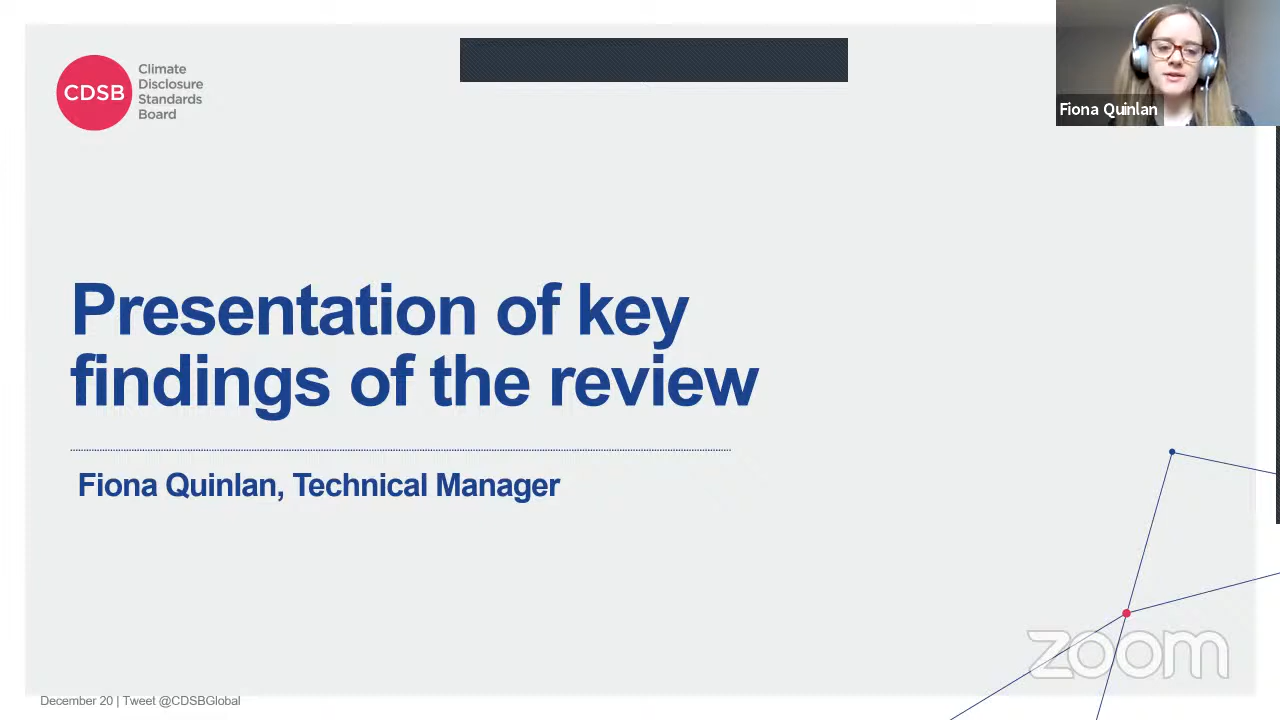 CDSB
Climate
Disclosure
Standards
Board
Fiona Quinlan
Presentation of key
findings of the review
Fiona Quinlan, Technical Manager
zoom
December 20 | Tweet @CDSBGlobal